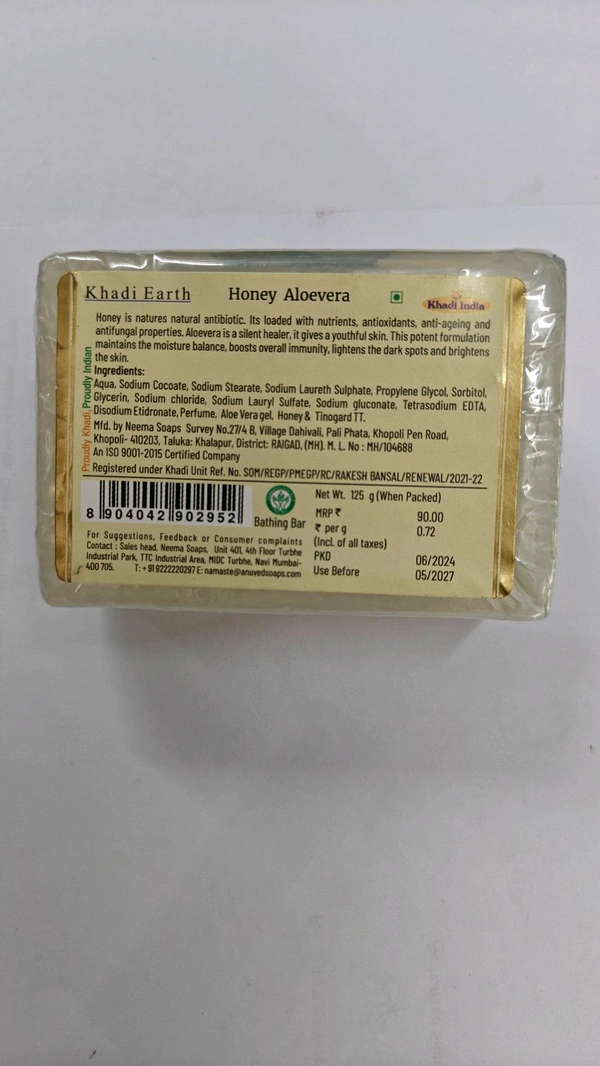 Khadi Earth Honey Aloevera Khadi India
Honey is natures natural antibiotic. Its loaded with nutrients, antioxidants, anti-ageing and
antifungal properties. Aloevera is a silent healer, it gives a youthful skin. This potent formulation
maintains the moisture balance, boosts overall immunity, lightens the dark spots and brightens
the skin.
Ingredients:
Aqua, Sodium Cocoate, Sodium Stearate, Sodium Laureth Sulphate, Propylene Glycol, Sorbitol,
Glycerin, Sodium chloride, Sodium Lauryl Sulfate, Sodium gluconate, Tetrasodium EDTA,
Disodium Etidronate, Perfume, Aloe Vera gel, Honey & Tinogard TT.
Mfd. by Neema Soaps Survey No.27/4 B, Village Dahivali, Pali Phata, Khopoli Pen Road,
Khopoli- 410203, Taluka: Khalapur, District: RAIGAD, (MH). M. L. No : MH/104688
An ISO 9001-2015 Certified Company
Registered under Khadi Unit Ref. No. SOM/REGP/PMEGP/RC/RAKESH BANSAL/RENEWAL/2021-22
Proudly Khadi, Proudly Indian
8 904042 902952
Bathing Bar
For Suggestions, Feedback or Consumer complaints
Contact : Sales head, Neema Soaps, Unit 401, 4th Floor Turbhe
Industrial Park, TTC Industrial Area, MIDC Turbhe, Navi Mumbai-
400 705. T: + 91 9222220297 E: namaste@anuvedsoaps.com
Net Wt. 125 g (When Packed)
MRP ₹ 90.00
₹ per g 0.72
(Incl. of all taxes)
PKD 06/2024
Use Before 05/2027